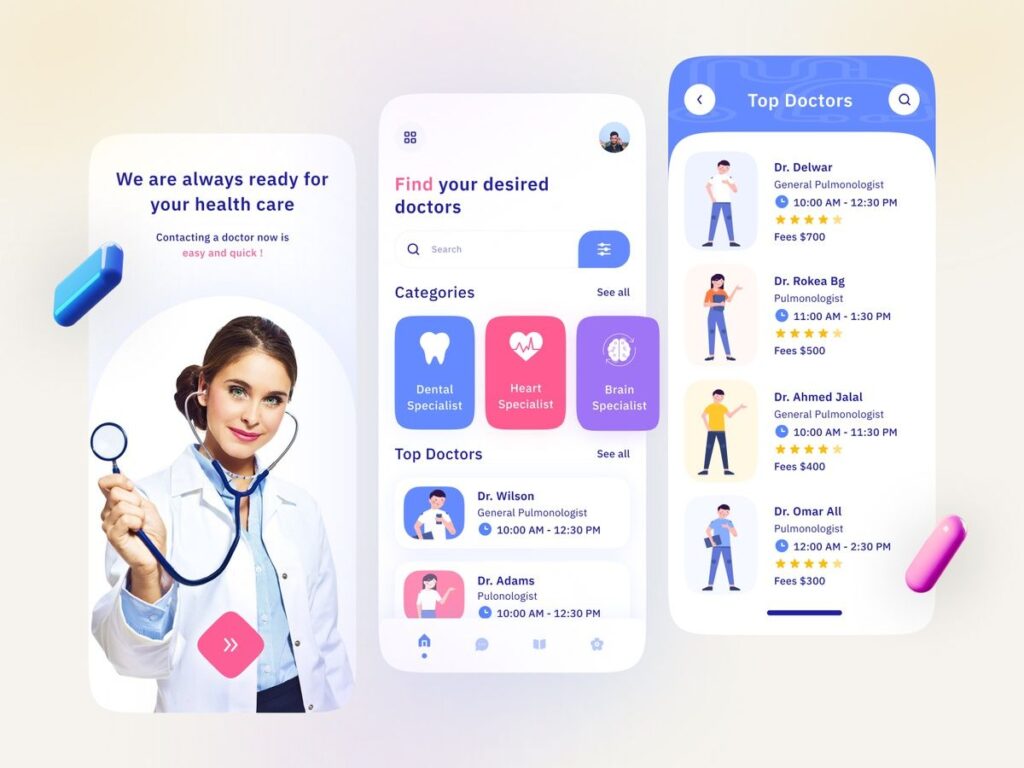 We are always ready for
your health care
Contacting a doctor now is
easy and quick !
Find your desired
doctors
Search
Categories
See all
Dental
Specialist
Heart
Specialist
Brain
Specialist
Top Doctors
See all
Dr. Wilson
General Pulmonologist
10:00 AM - 12:30 PM
Dr. Adams
Pulonologist
10:00 AM - 12:30 PM
Top Doctors
Dr. Delwar
General Pulmonologist
10:00 AM - 12:30 PM
Fees $700
Dr. Rokea Bg
Pulmonologist
11:00 AM - 1:30 PM
Fees $500
Dr. Ahmed Jalal
General Pulmonologist
10:00 AM - 11:30 PM
Fees $400
Dr. Omar All
Pulmonologist
12:00 AM - 2:30 PM
Fees $300